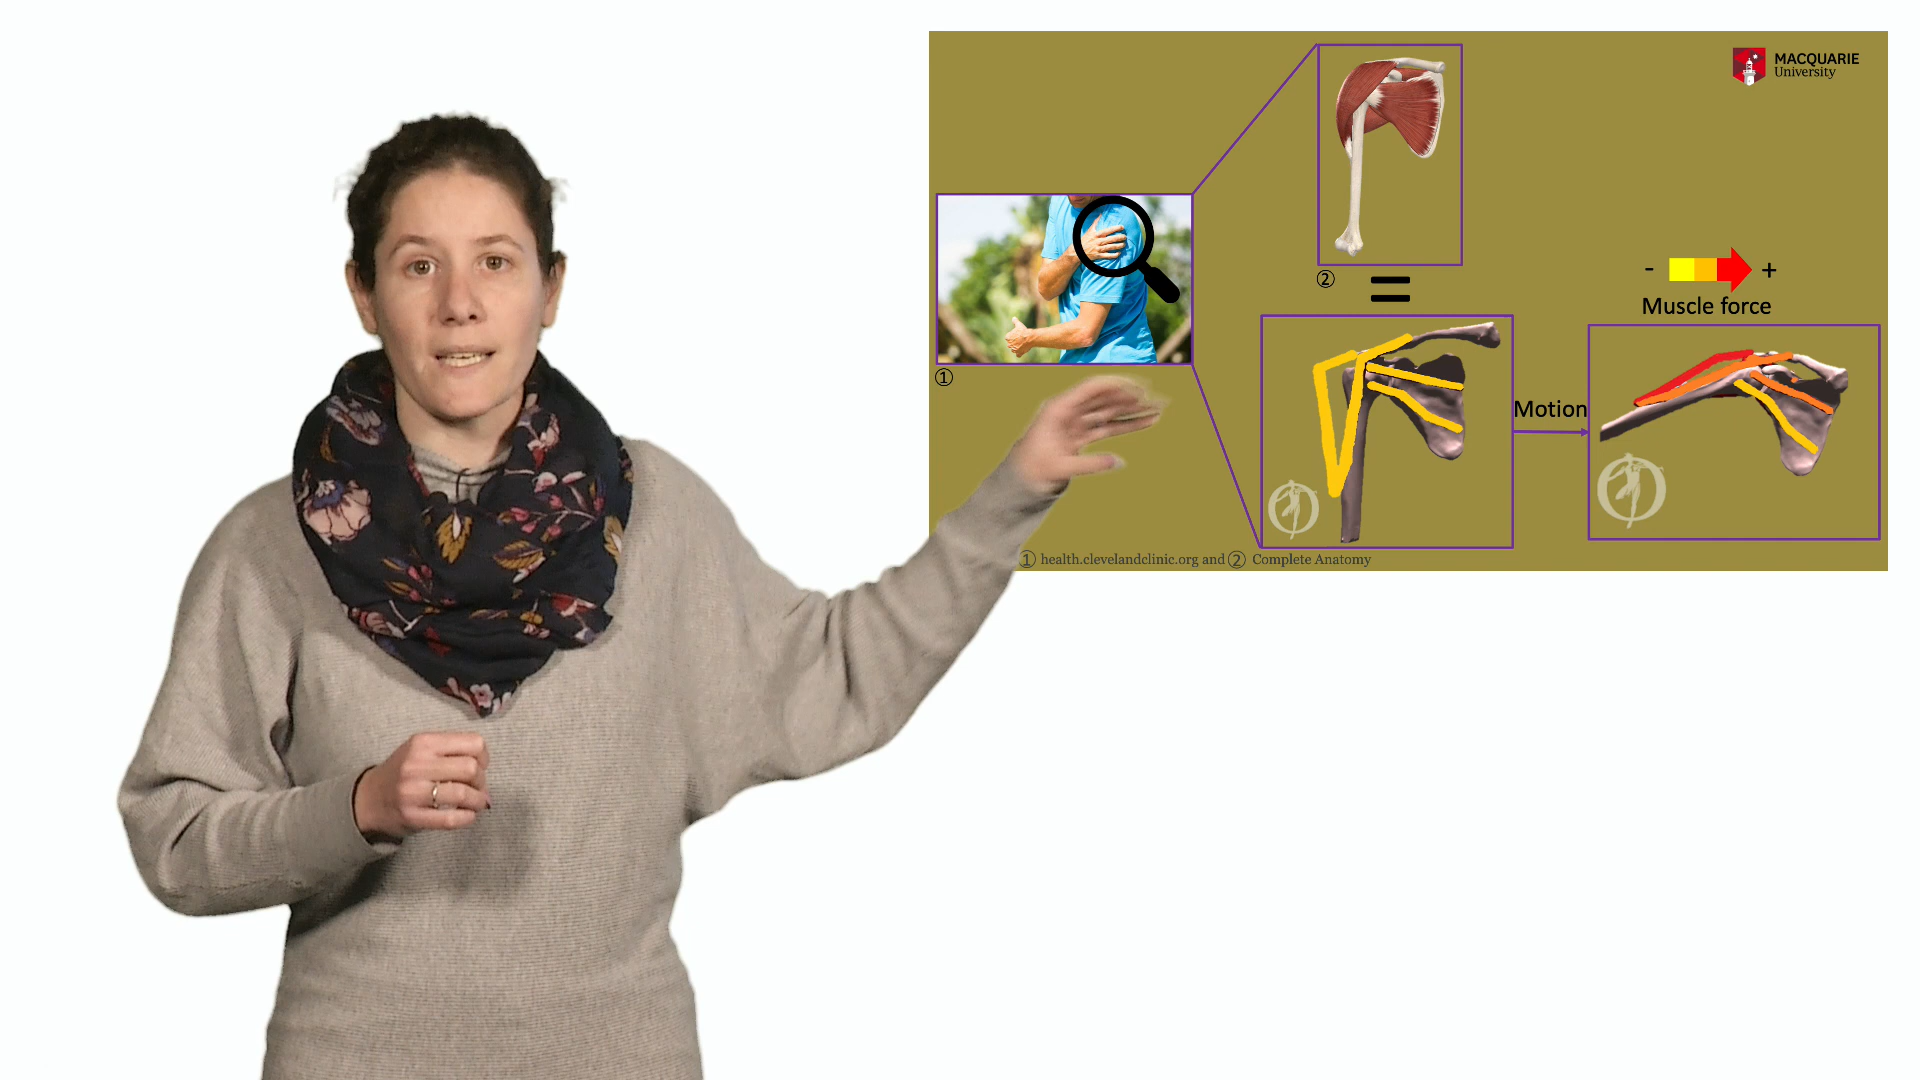 MACQUARIE
University
②
=
- +
Muscle force
①
Motion
① health.clevelandclinic.org and ② Complete Anatomy